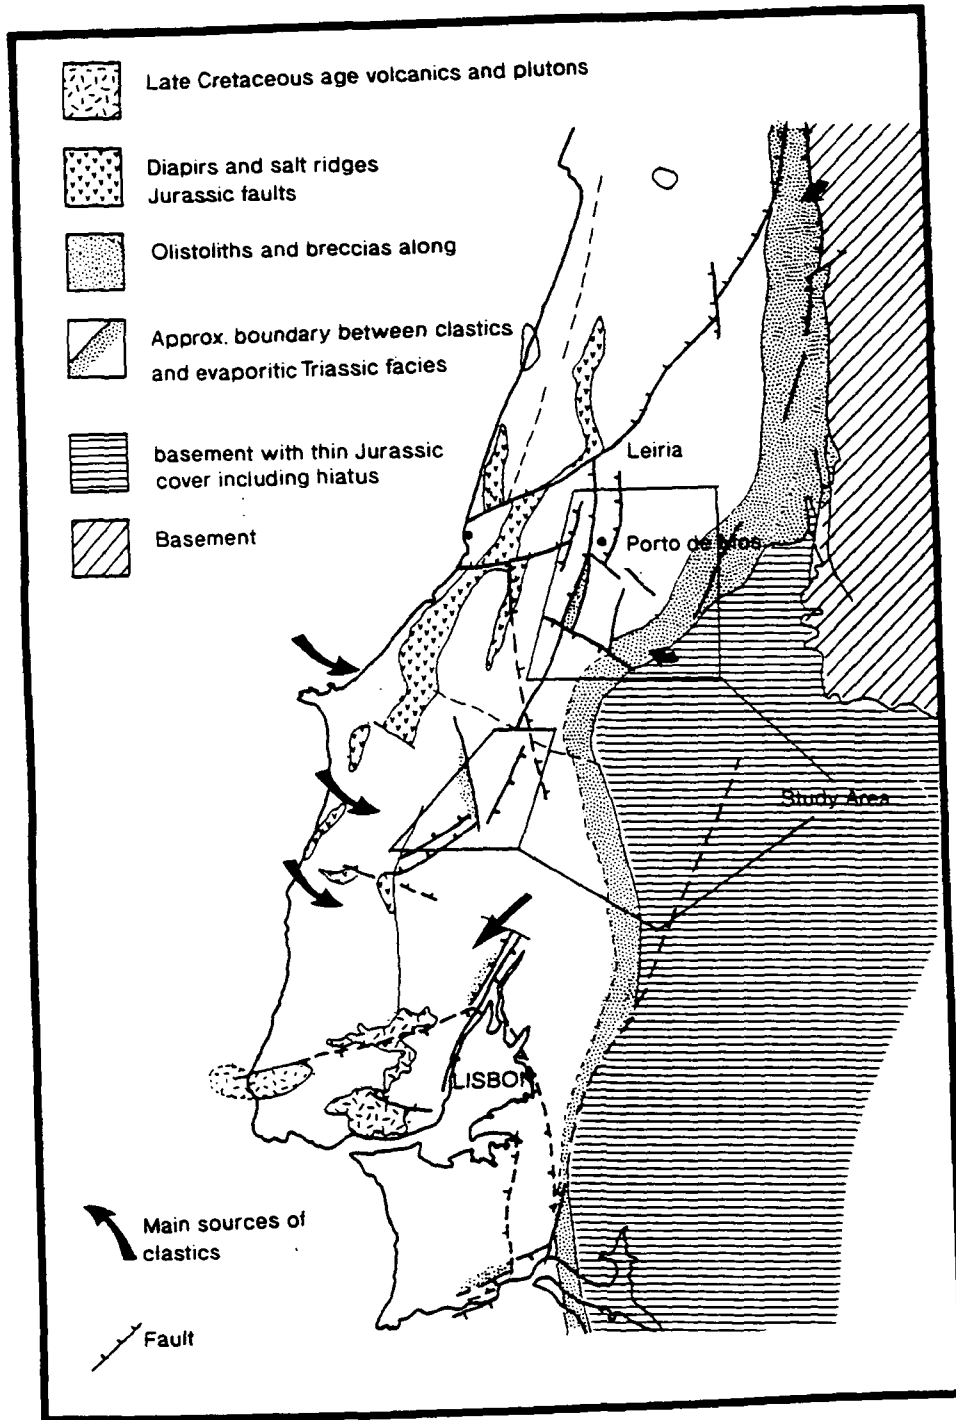 Late Cretaceous age volcanics and plutons
Diapirs and salt ridges
Jurassic faults
Olistoliths and breccias along
Approx. boundary between clastics
and evaporitic Triassic facies
basement with thin Jurassic
cover including hiatus
Basement
Leiria
Porto de Mos
Study Area
LISBON
Main sources of
clastics
Fault